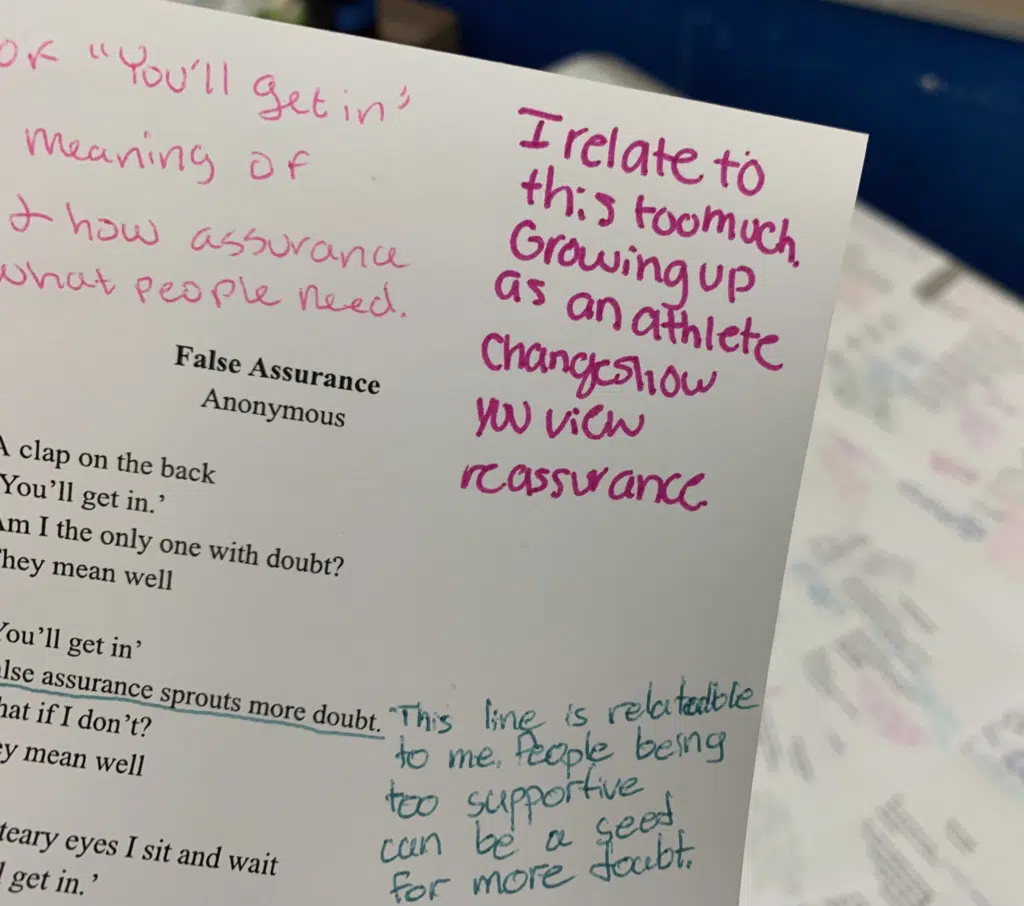 or "You'll get in'
meaning of
& how assurance
what people need.
I relate to
this too much.
Growing up
as an athlete
changes how
you view
reassurance
False Assurance
Anonymous
A clap on the back
'You'll get in.'
Am I the only one with doubt?
They mean well
You'll get in'
alse assurance sprouts more doubt.
hat if I don't?
ey mean well
teary eyes I sit and wait
get in.'
"This line is relatable
to me. People being
too supportive
can be a seed
for more doubt.